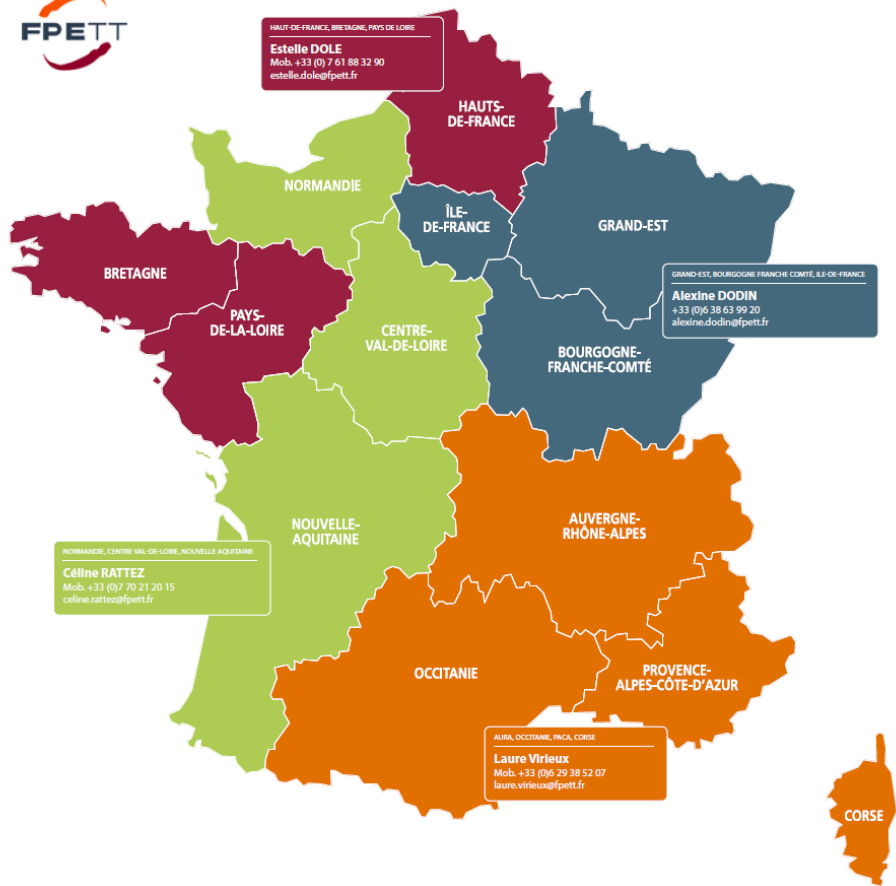 FPETT
HAUT-DE-FRANCE, BRETAGNE, PAYS DE LOIRE
Estelle DOLE
Mob. +33 (0) 7 61 88 32 90
estelle.dole@fpett.fr
HAUTS-
DE-FRANCE
NORMANDIE
ÎLE-
DE-FRANCE
GRAND-EST
BRETAGNE
GRAND-EST, BOURGOGNE FRANCHE COMTÉ, ILE-DE-FRANCE
Alexine DODIN
+33 (0)6 38 63 99 20
alexine.dodin@fpett.fr
PAYS-
DE-LA-LOIRE
CENTRE-
VAL-DE-LOIRE
BOURGOGNE-
FRANCHE-COMTÉ
NOUVELLE-
AQUITAINE
AUVERGNE-
RHÔNE-ALPES
NORMANDIE, CENTRE VAL-DE-LOIRE, NOUVELLE AQUITAINE
Céline RATTEZ
Mob. +33 (0)7 70 21 20 15
celine.rattez@fpett.fr
OCCITANIE
PROVENCE-
ALPES-CÔTE-D'AZUR
AURA, OCCITANIE, PACA, CORSE
Laure Virieux
Mob. +33 (0)6 29 38 52 07
laure.virieux@fpett.fr
CORSE